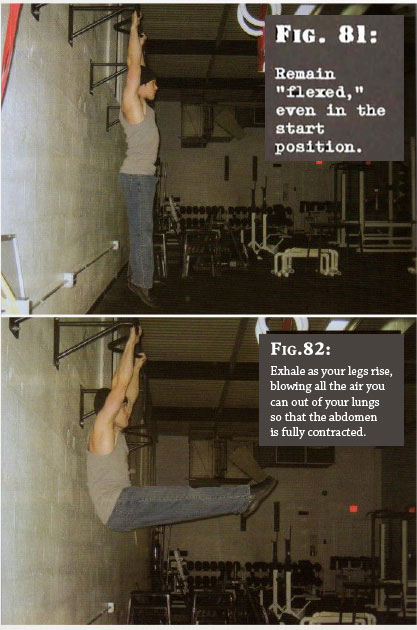 Fig. 81:
Remain
"flexed,"
even in the
start
position.
Fig.82:
Exhale as your legs rise,
blowing all the air you
can out of your lungs
so that the abdomen
is fully contracted.